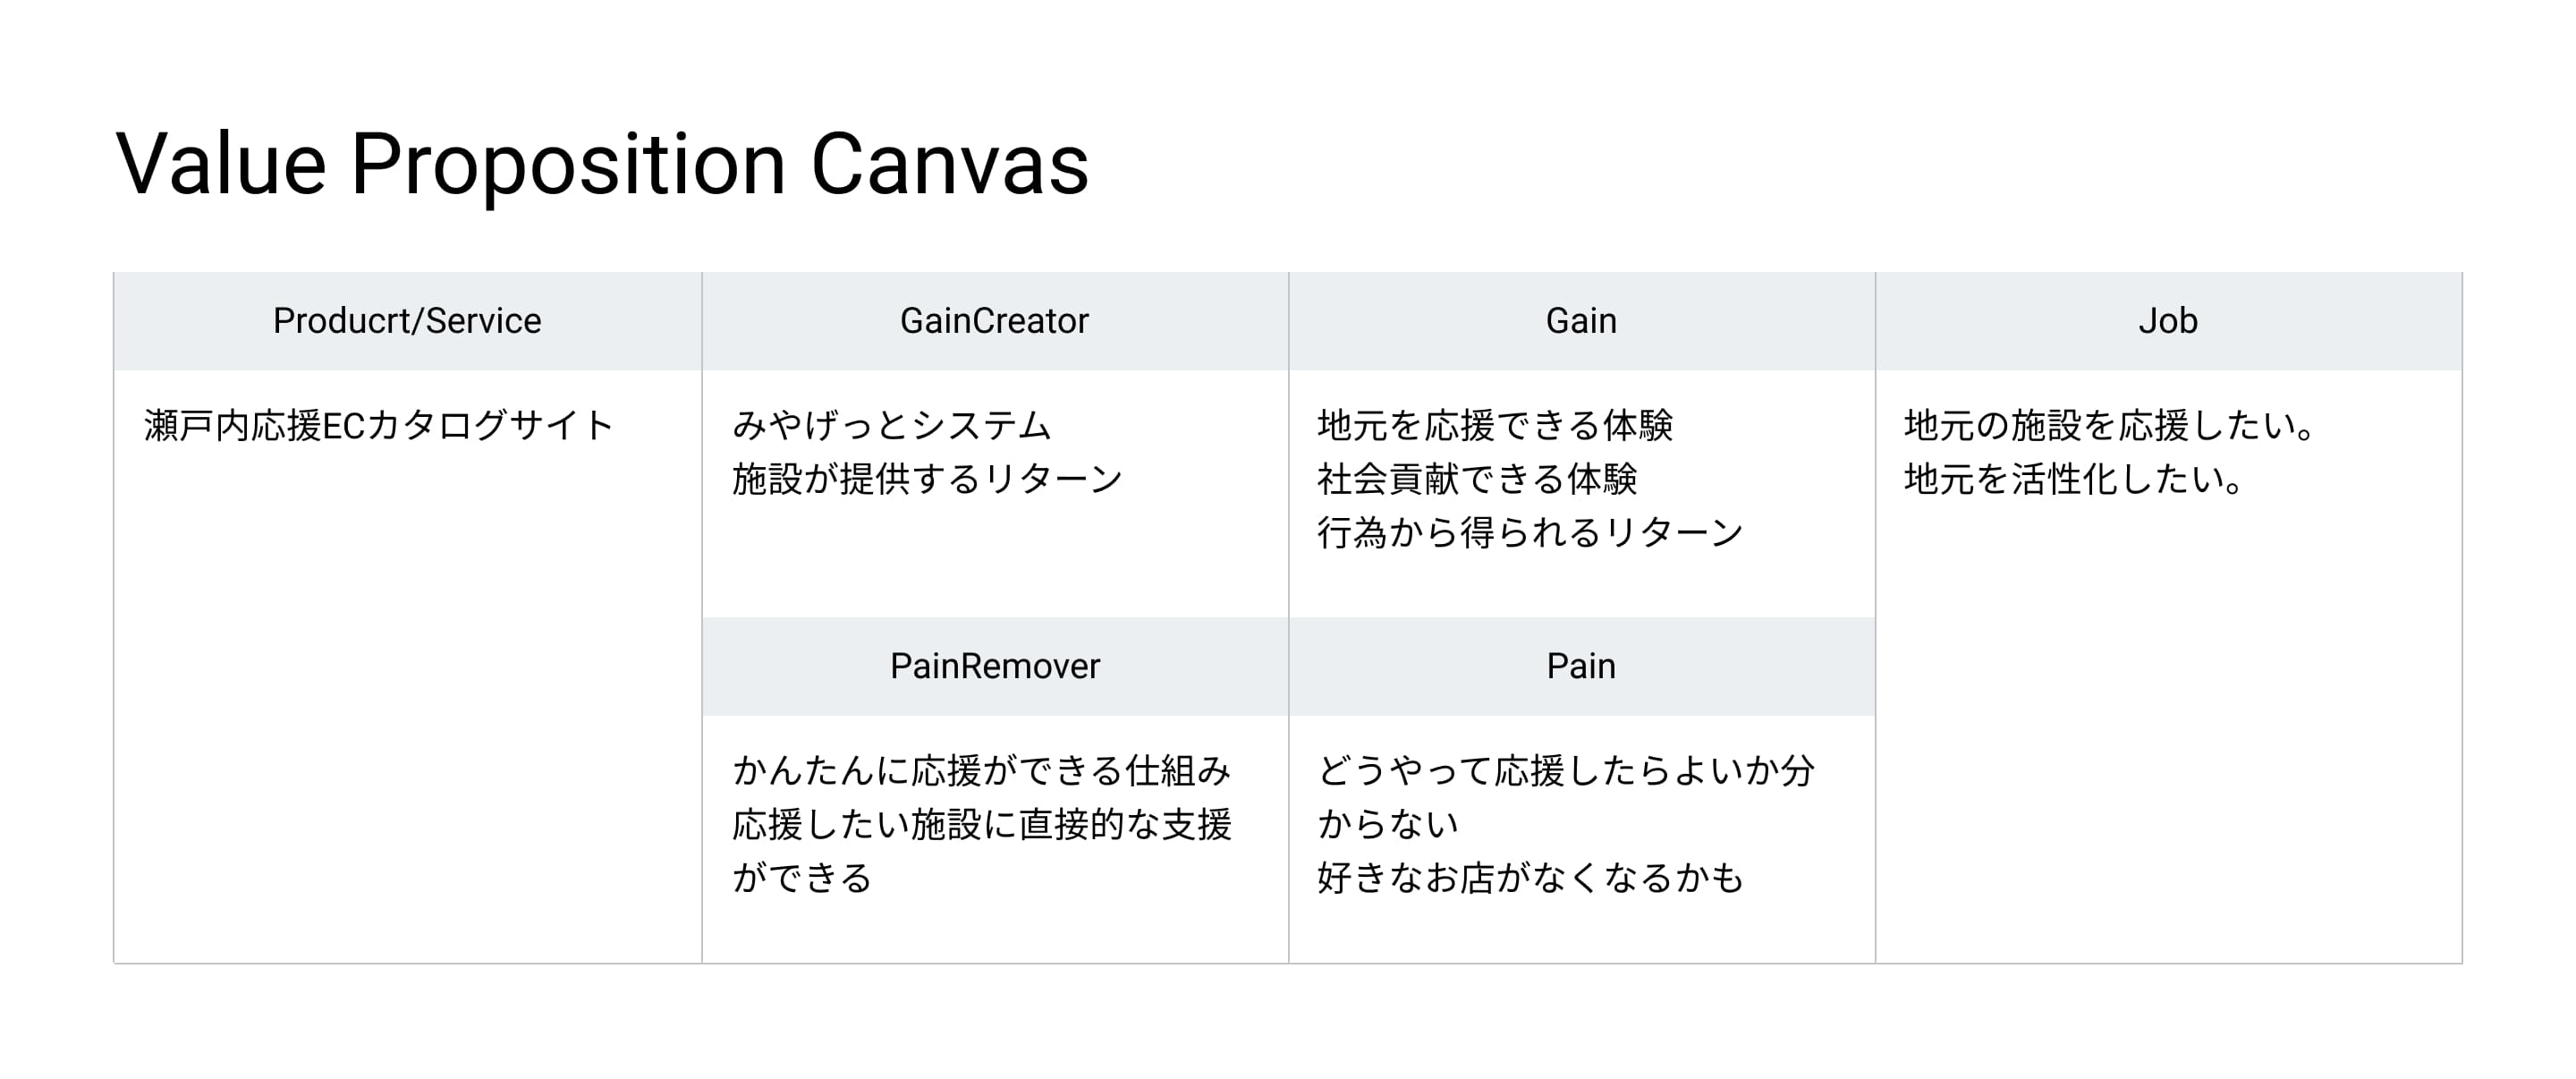 Value Proposition Canvas
Producrt/Service
瀬戸内応援ECカタログサイト
GainCreator
みやげっとシステム
施設が提供するリターン
Gain
地元を応援できる体験
社会貢献できる体験
行為から得られるリターン
Job
地元の施設を応援したい。
地元を活性化したい。
PainRemover
かんたんに応援ができる仕組み
応援したい施設に直接的な支援
ができる
Pain
どうやって応援したらよいか分
からない
好きなお店がなくなるかも